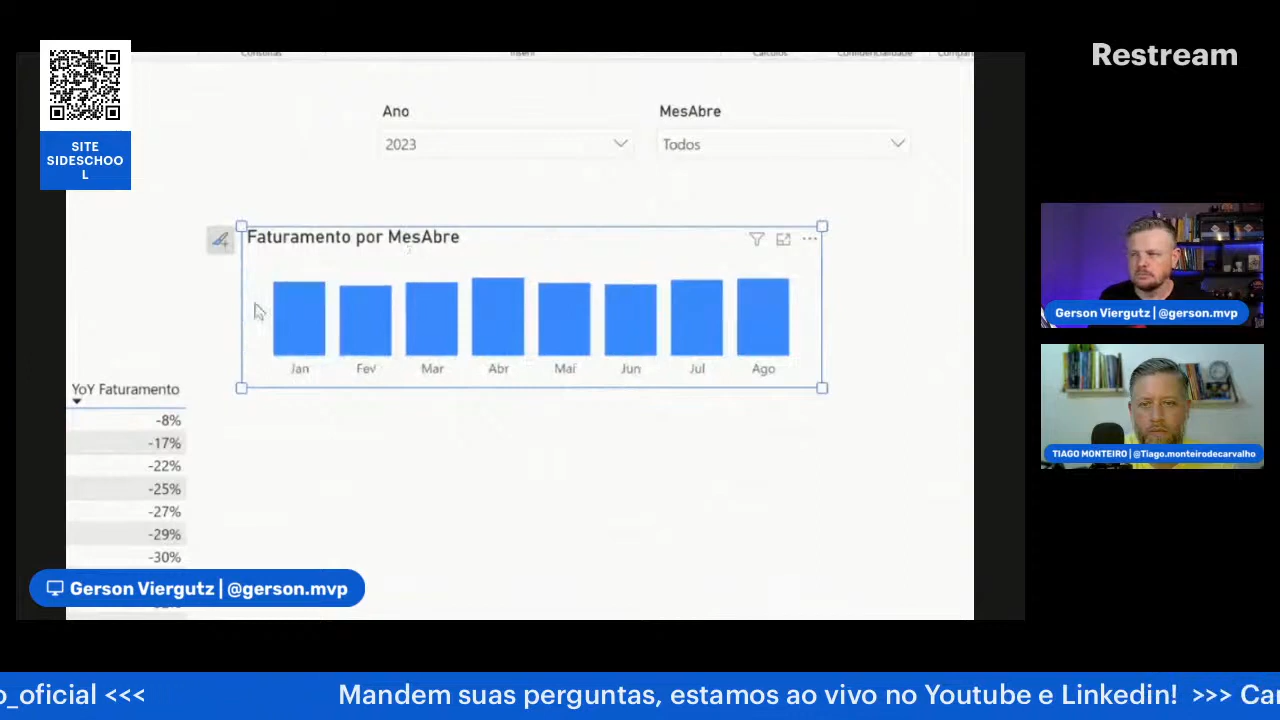 Restream
SITE
SIDESCHOO
L
Ano
MesAbre
2023
Todos
Faturamento por MesAbre
Jan Fev Mar Abr Mai Jun Jul Ago
YoY Faturamento
-8%
-17%
-22%
-25%
-27%
-29%
-30%
Gerson Viergutz | @gerson.mvp
TIAGO MONTEIRO | @Tiago.monteirodecarvalho
Gerson Viergutz | @gerson.mvp
o_oficial <<< Mandem suas perguntas, estamos ao vivo no Youtube e Linkedin! >>> Ca